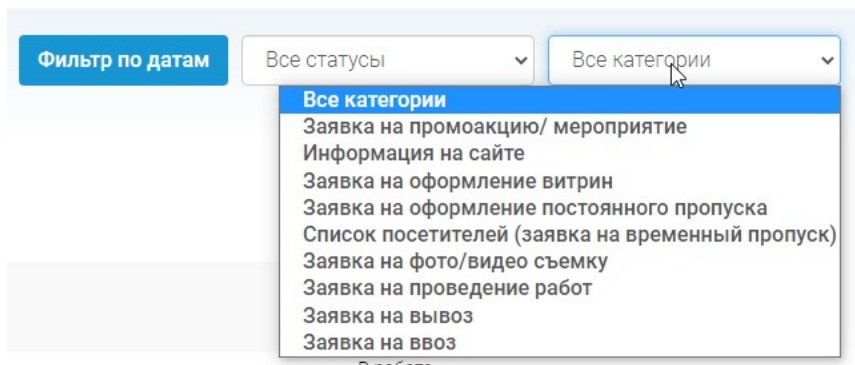 Фильтр по датам
Все статусы
Все категории
Все категории
Заявка на промоакцию/ мероприятие
Информация на сайте
Заявка на оформление витрин
Заявка на оформление постоянного пропуска
Список посетителей (заявка на временный пропуск)
Заявка на фото/видео съемку
Заявка на проведение работ
Заявка на вывоз
Заявка на ввоз